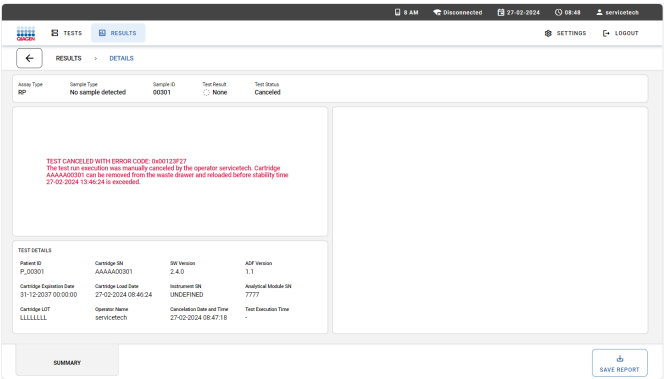 8 AM Disconnected 27-02-2024 08:48 servicetech
QIAGEN TESTS RESULTS SETTINGS LOGOUT
RESULTS > DETAILS
Assay Type Sample Type Sample ID Test Result Test Status
RP No sample detected 00301 None Canceled
TEST CANCELED WITH ERROR CODE: 0x00123F27
The test run execution was manually canceled by the operator servicetech. Cartridge
AAAAA00301 can be removed from the waste drawer and reloaded before stability time
27-02-2024 13:46:24 is exceeded.
TEST DETAILS
Patient ID Cartridge SN SW Version ADF Version
P_00301 AAAAA00301 2.4.0 1.1
Cartridge Expiration Date Cartridge Load Date Instrument SN Analytical Module SN
31-12-2037 00:00:00 27-02-2024 08:46:24 UNDEFINED 7777
Cartridge LOT Operator Name Cancelation Date and Time Test Execution Time
LLLLLLLL servicetech 27-02-2024 08:47:18 -
SUMMARY
SAVE REPORT